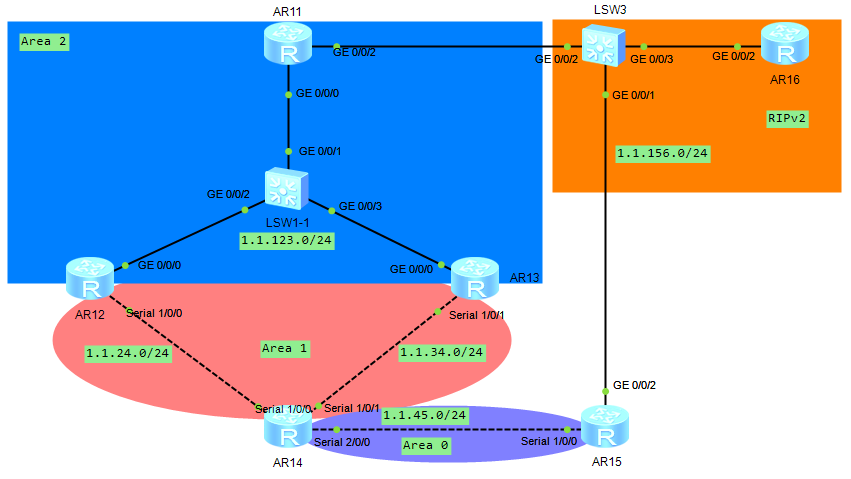 LSW3
AR11
Area 2
GE 0/0/2
GE 0/0/2
GE 0/0/3
GE 0/0/2
AR16
GE 0/0/0
GE 0/0/1
RIPv2
GE 0/0/1
1.1.156.0/24
GE 0/0/2
GE 0/0/3
LSW1-1
1.1.123.0/24
GE 0/0/0
GE 0/0/0
AR13
AR12
Serial 1/0/0
Serial 1/0/1
1.1.24.0/24
Area 1
1.1.34.0/24
GE 0/0/2
Serial 1/0/0
Serial 1/0/1
1.1.45.0/24
Serial 2/0/0
Area 0
Serial 1/0/0
AR14
AR15
R
R
R
R
R
R